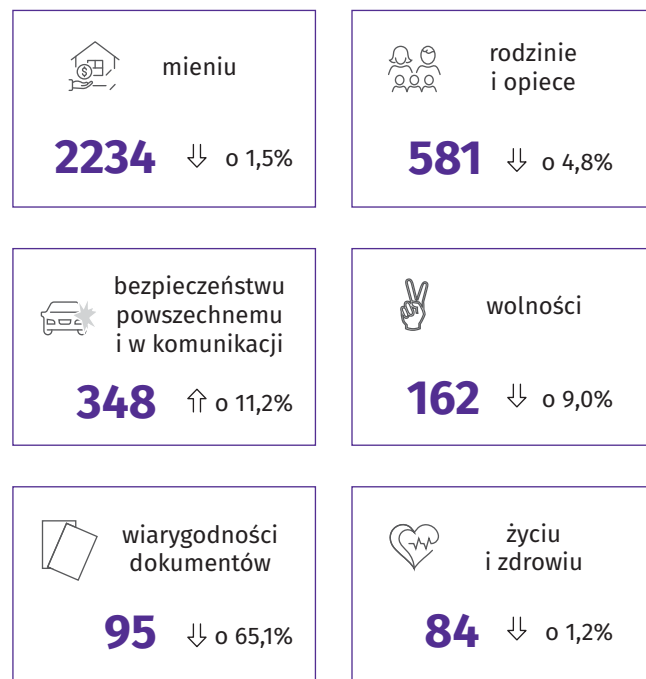 mieniu
2234 ⇓ o 1,5%
rodzinie
i opiece
581 ⇓ o 4,8%
bezpieczeństwu
powszechnemu
i w komunikacji
348 ⇑ o 11,2%
wolności
162 ⇓ o 9,0%
wiarygodności
dokumentów
95 ⇓ o 65,1%
życiu
i zdrowiu
84 ⇓ o 1,2%